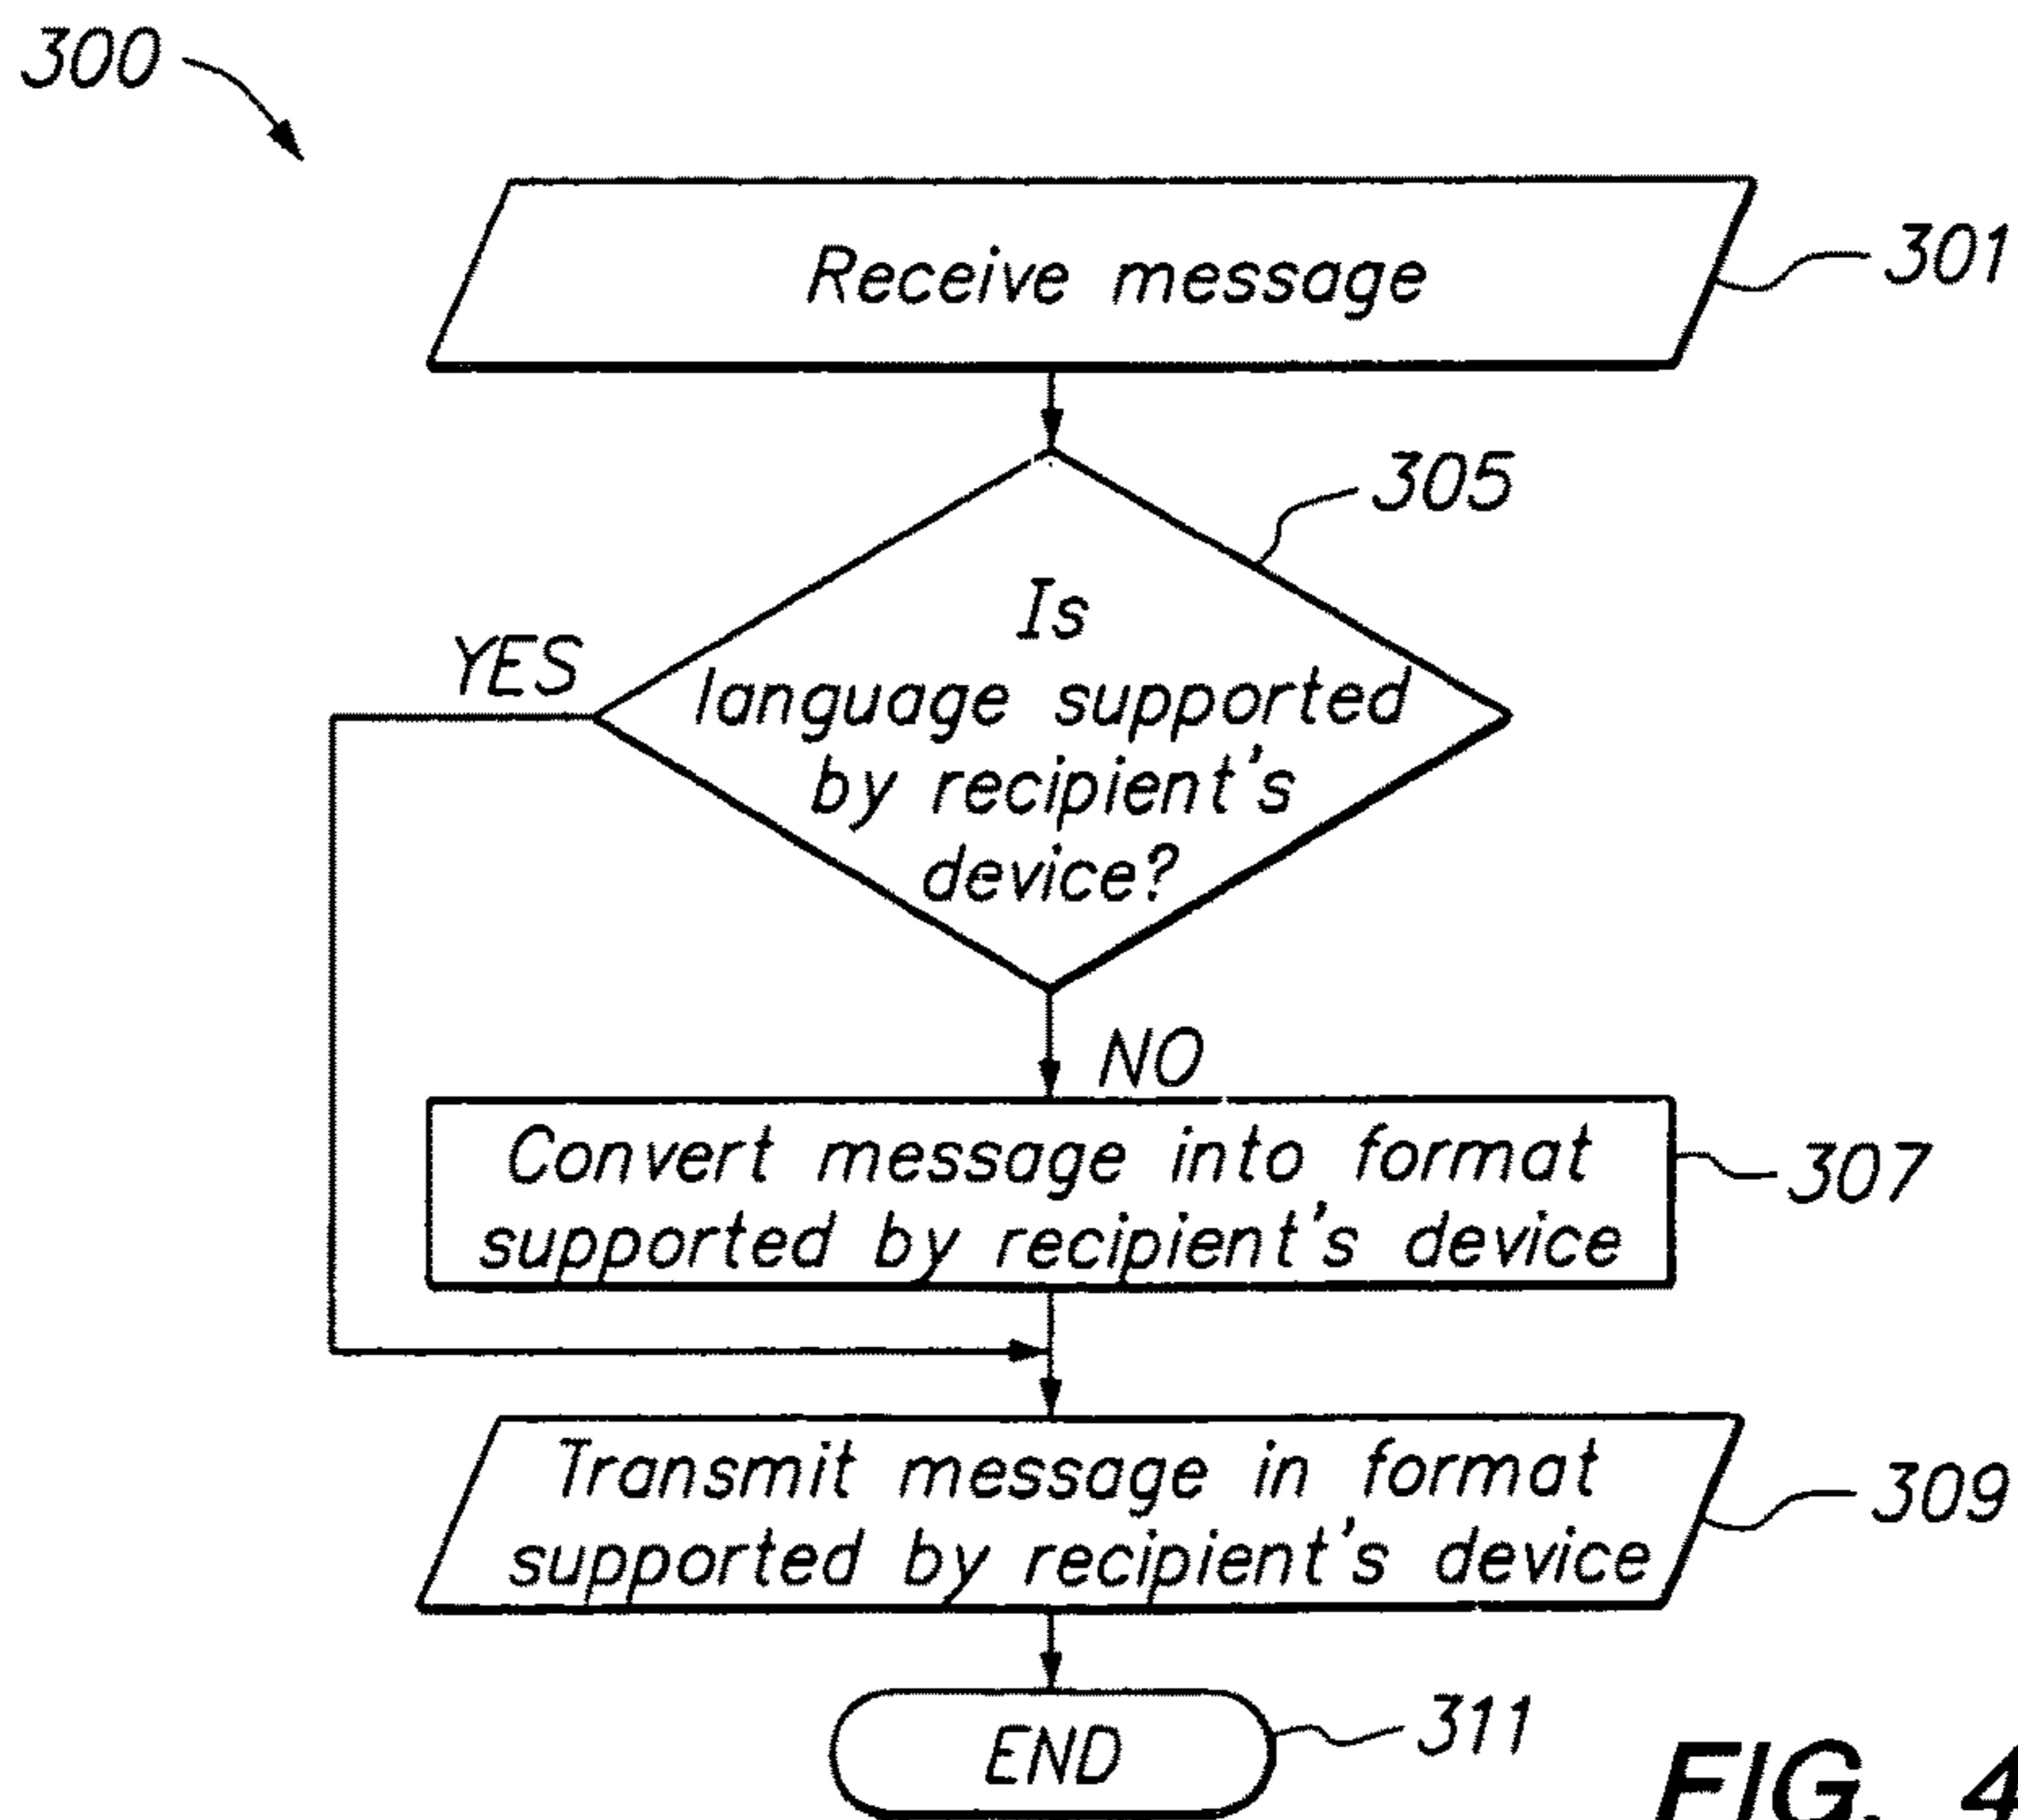 300
Receive message
301
305
Is
language supported
by recipient's
device?
YES
NO
Convert message into format
supported by recipient's device
307
Transmit message in format
supported by recipient's device
309
END
311
FIG. 4